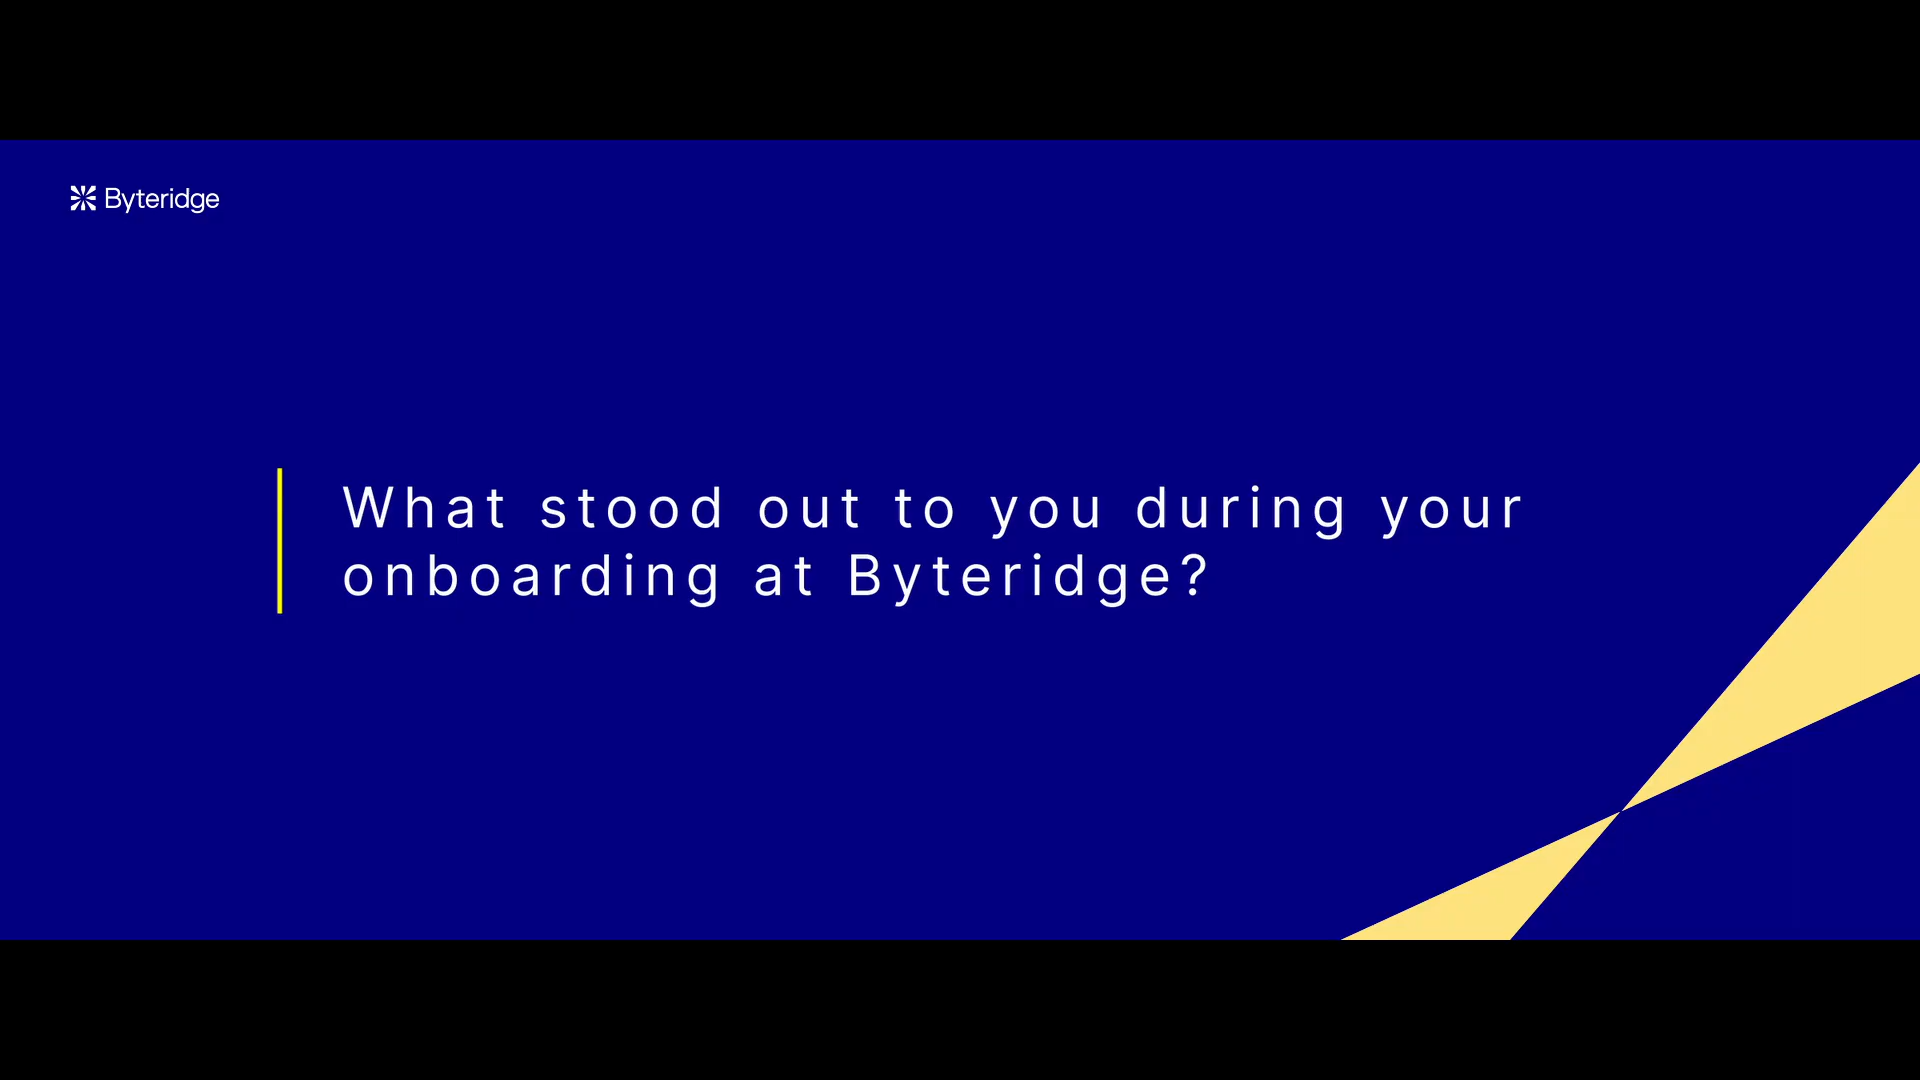 Byteridge
What stood out to you during your
onboarding at Byteridge?